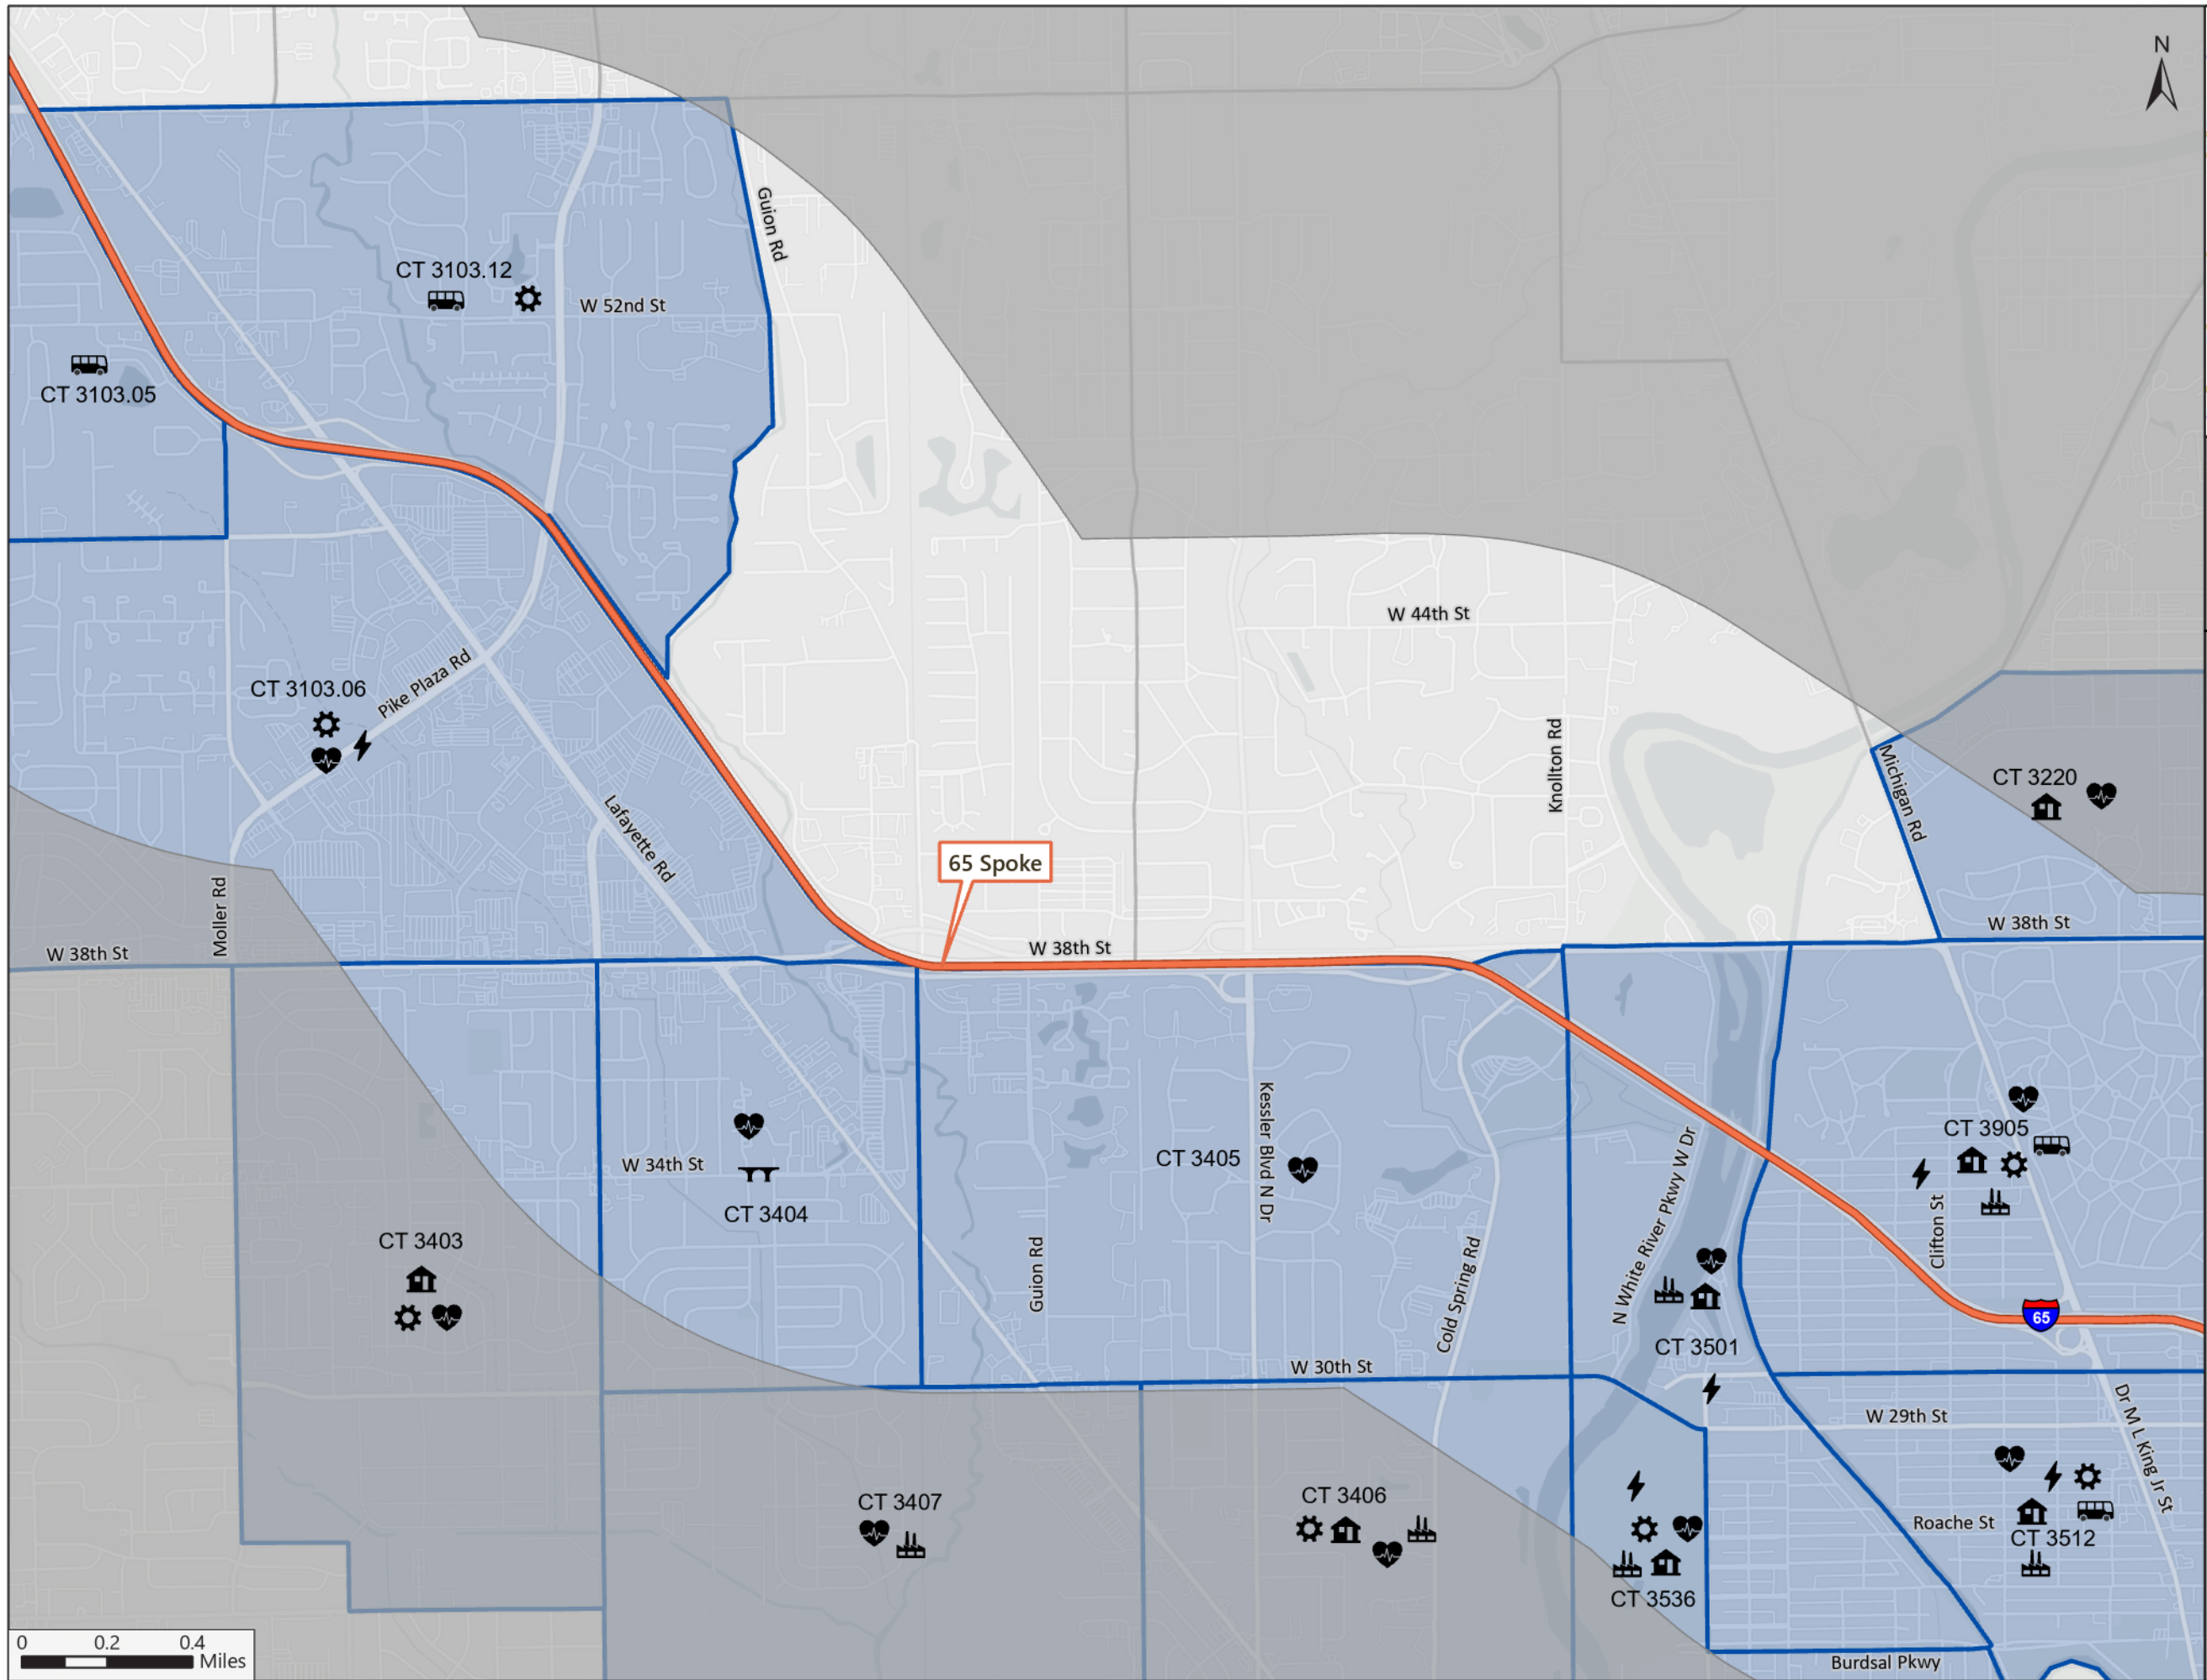 N
Guion Rd
CT 3103.12
W 52nd St
CT 3103.05
W 44th St
CT 3103.06
Pike Plaza Rd
Knollton Rd
Michigan Rd
CT 3220
Lafayette Rd
65 Spoke
Moller Rd
W 38th St
W 38th St
W 38th St
Kessler Blvd N Dr
N White River Pkwy W Dr
CT 3905
CT 3405
W 34th St
CT 3404
Clifton St
CT 3403
Guion Rd
Cold Spring Rd
65
CT 3501
W 30th St
Dr M L King Jr St
W 29th St
CT 3407
CT 3406
Roache St
CT 3512
CT 3536
0 0.2 0.4
Miles
Burdsal Pkwy